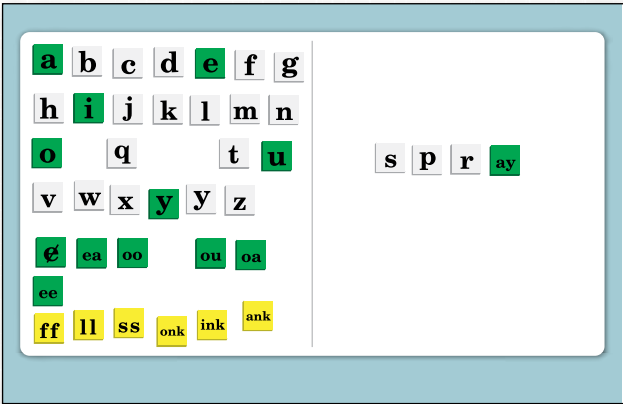 a b c d e f g
h i j k l m n
o q t u
v w x y y z
s p r ay
e ea oo ou oa
ee
ff ll ss onk ink ank